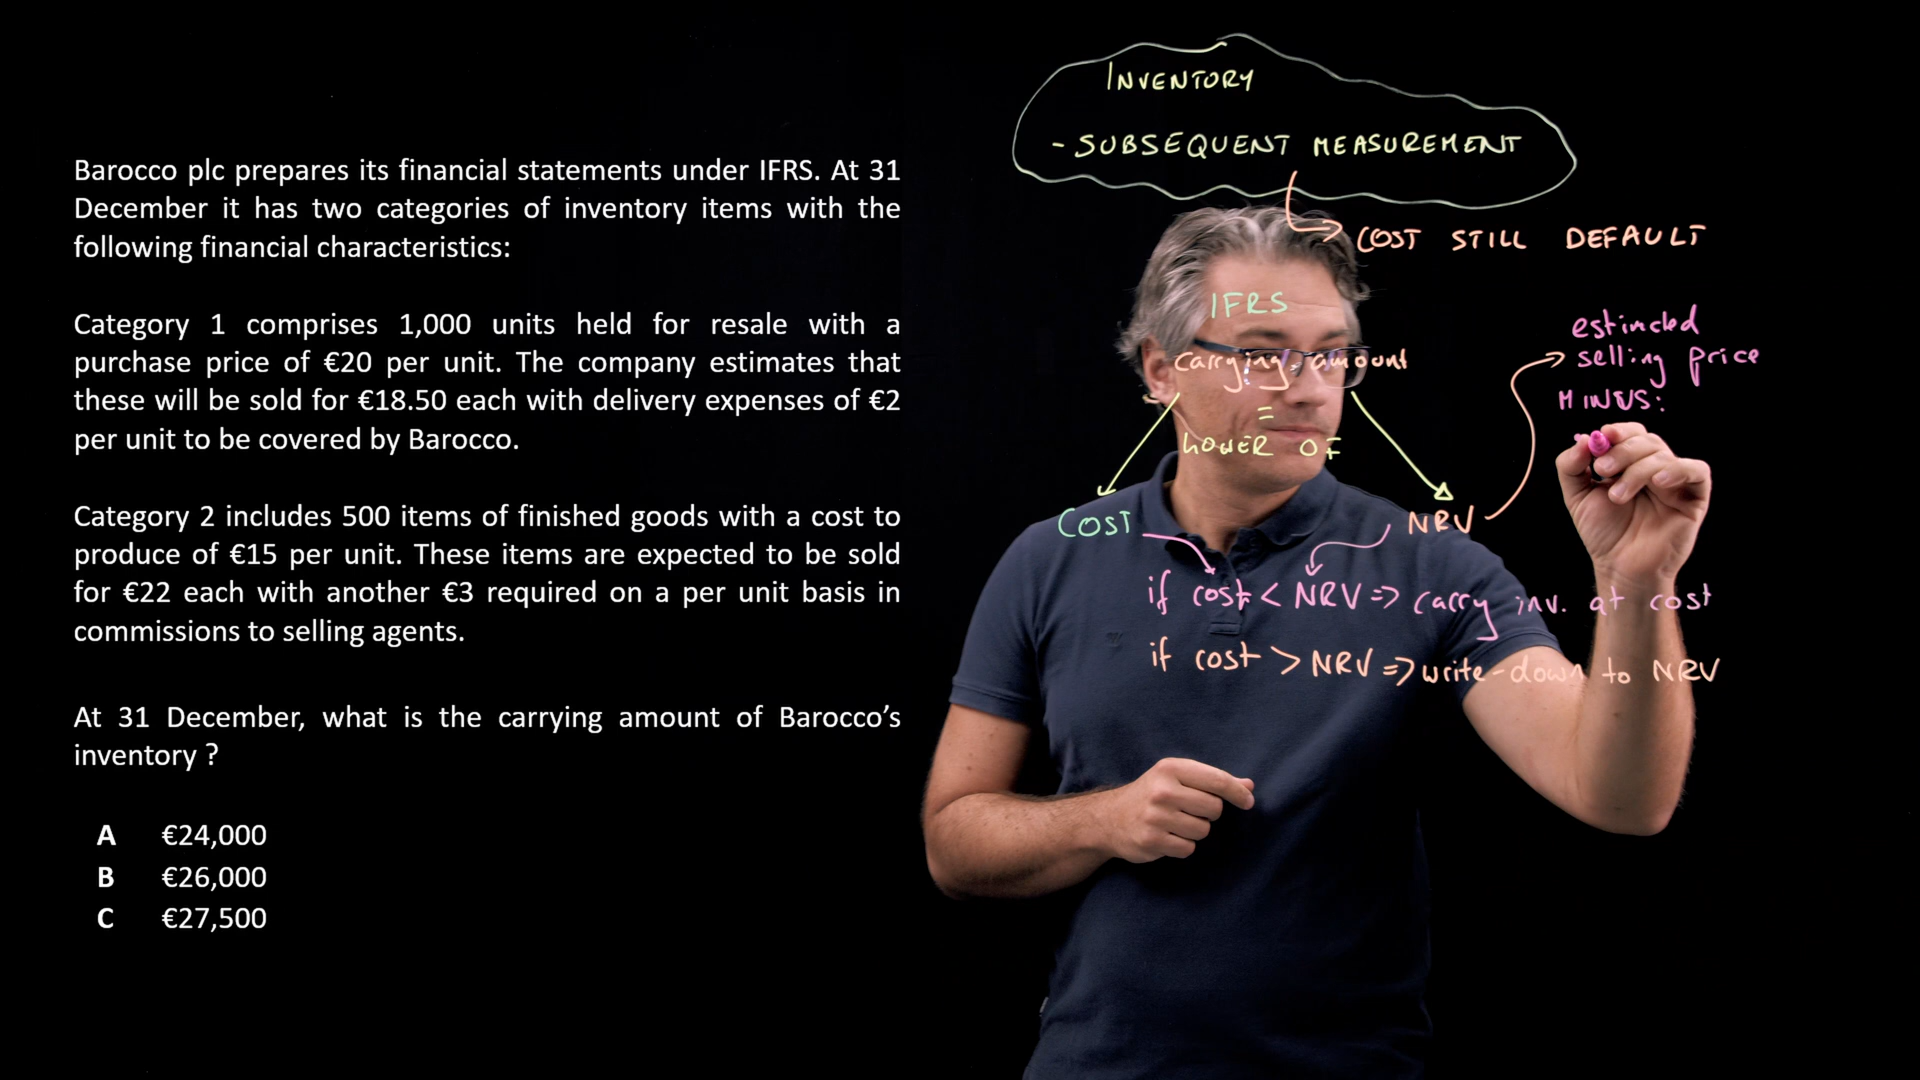 Barocco plc prepares its financial statements under IFRS. At 31
December it has two categories of inventory items with the
following financial characteristics:
Category 1 comprises 1,000 units held for resale with a
purchase price of €20 per unit. The company estimates that
these will be sold for €18.50 each with delivery expenses of €2
per unit to be covered by Barocco.
Category 2 includes 500 items of finished goods with a cost to
produce of €15 per unit. These items are expected to be sold
for €22 each with another €3 required on a per unit basis in
commissions to selling agents.
At 31 December, what is the carrying amount of Barocco’s
inventory ?
A €24,000
B €26,000
C €27,500
INVENTORY
- SUBSEQUENT MEASUREMENT
COST STILL DEFAULT
IFRS
carrying amount
=
LOWER OF
COST
NRV
estimated
selling price
MINUS:
if cost < NRV => carry inv. at cost
if cost > NRV => write-down to NRV